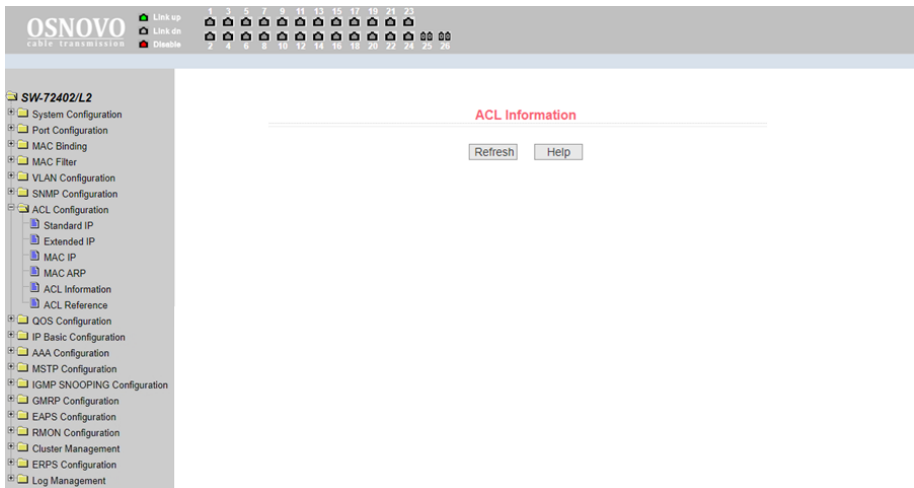 OSNOVO
cable transmission
Link up
Link dn
Disable
1 3 5 7 9 11 13 15 17 19 21 23
2 4 6 8 10 12 14 16 18 20 22 24 25 26
SW-72402/L2
System Configuration
Port Configuration
MAC Binding
MAC Filter
VLAN Configuration
SNMP Configuration
ACL Configuration
Standard IP
Extended IP
MAC IP
MAC ARP
ACL Information
ACL Reference
QOS Configuration
IP Basic Configuration
AAA Configuration
MSTP Configuration
IGMP SNOOPING Configuration
GMRP Configuration
EAPS Configuration
RMON Configuration
Cluster Management
ERPS Configuration
Log Management
ACL Information
Refresh Help